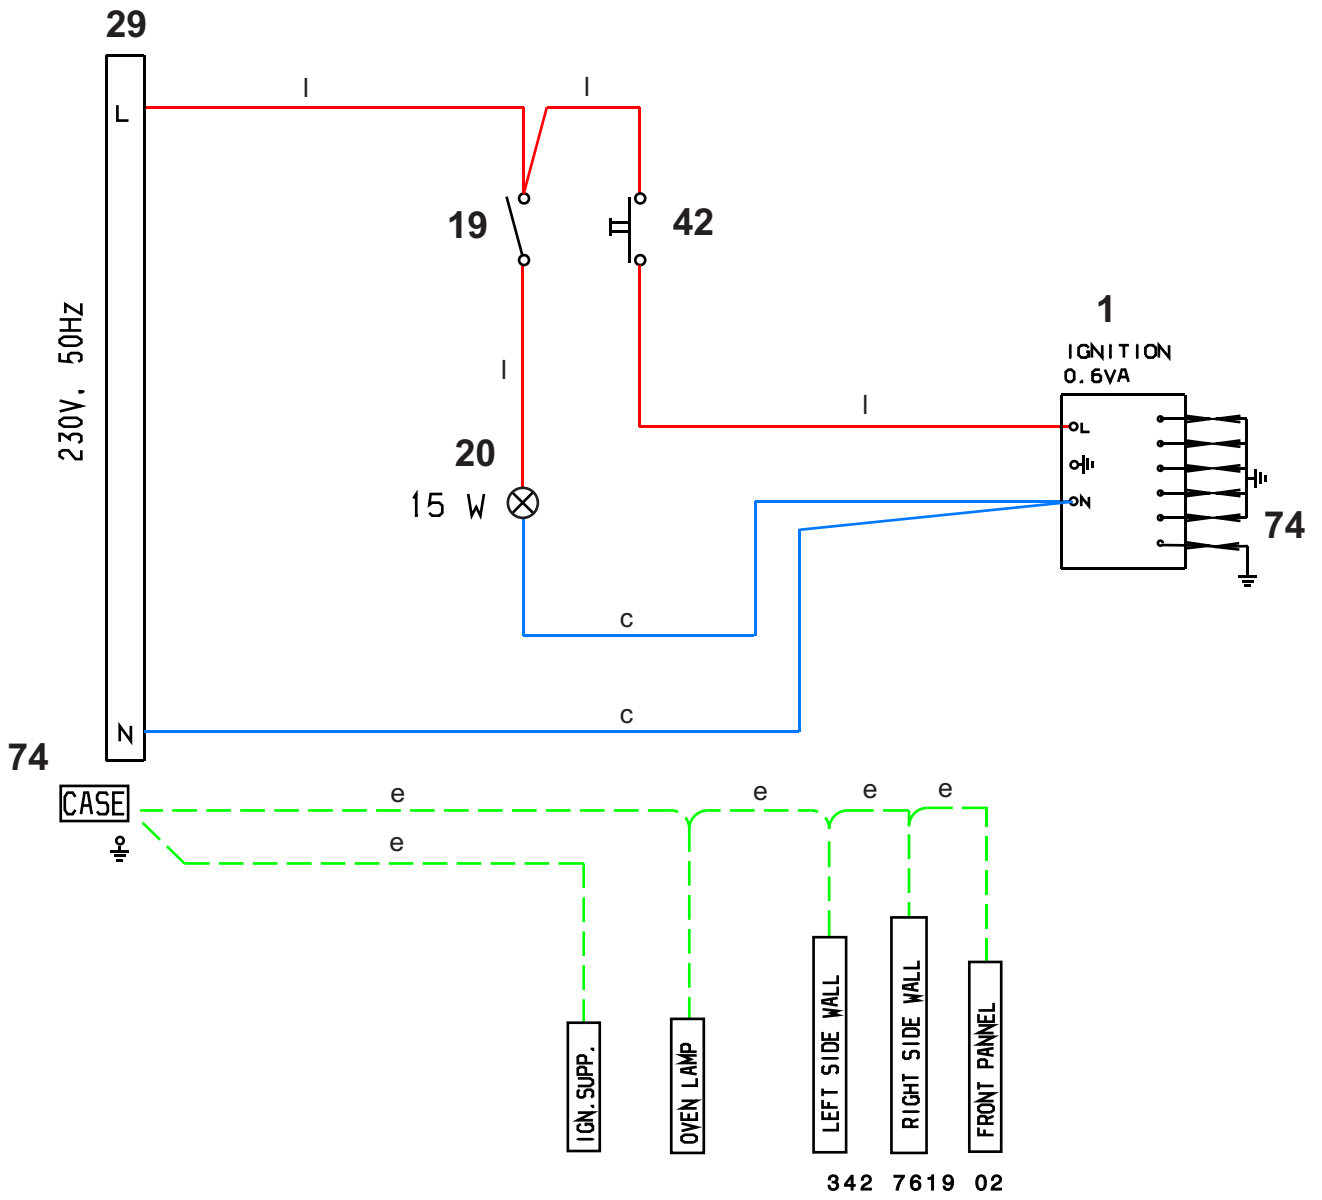 29
L
l
l
19
42
230V, 50HZ
1
IGNITION
0.6VA
l
l
L
20
15 W
N
74
c
c
N
74
CASE
e
e
e
e
e
IGN.SUPP.
OVEN LAMP
LEFT SIDE WALL
RIGHT SIDE WALL
FRONT PANNEL
342 7619 02